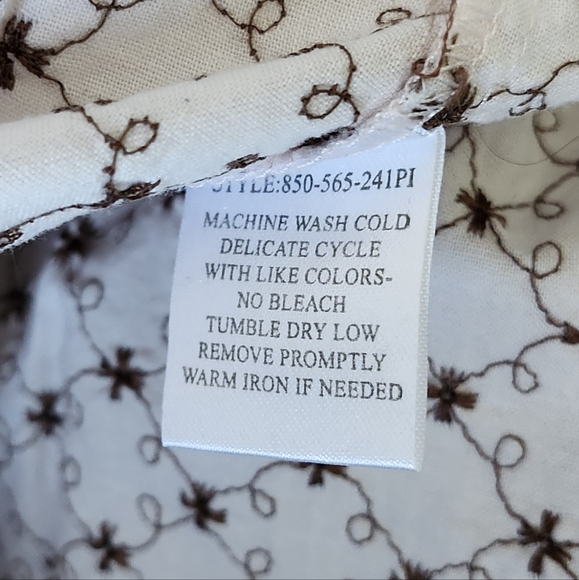 STYLE:850-565-241PI
MACHINE WASH COLD
DELICATE CYCLE
WITH LIKE COLORS-
NO BLEACH
TUMBLE DRY LOW
REMOVE PROMPTLY
WARM IRON IF NEEDED